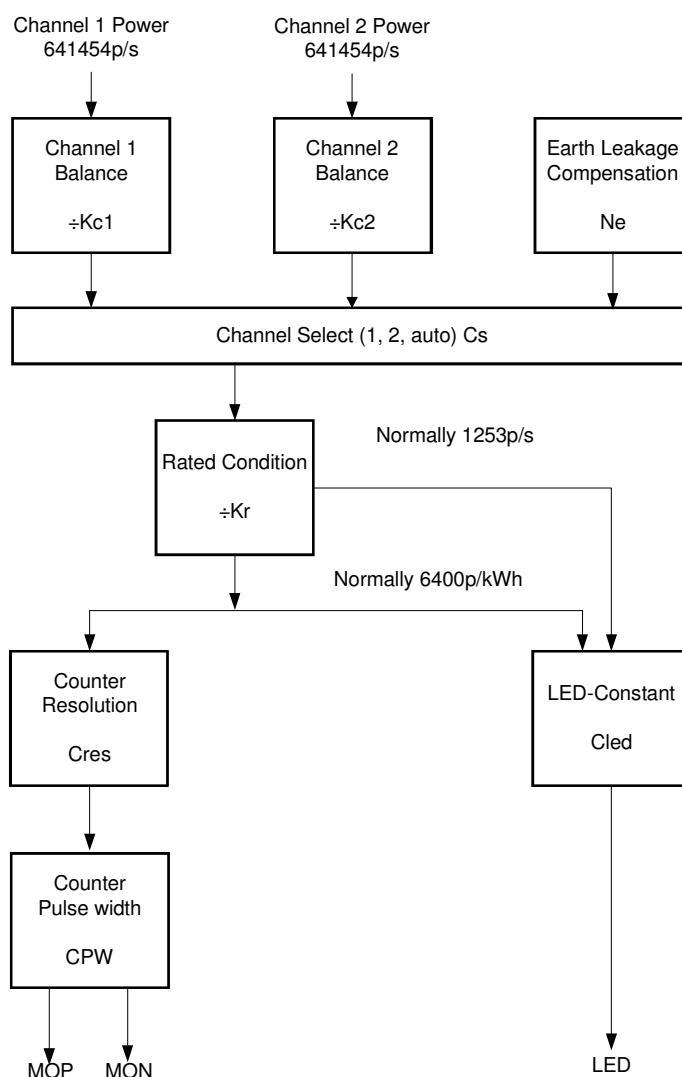 Channel 1 Power
641454p/s
Channel 2 Power
641454p/s
Channel 1
Balance
÷Kc1
Channel 2
Balance
÷Kc2
Earth Leakage
Compensation
Ne
Channel Select (1, 2, auto) Cs
Normally 1253p/s
Rated Condition
÷Kr
Normally 6400p/kWh
Counter
Resolution
Cres
LED-Constant
Cled
Counter
Pulse width
CPW
MOP
MON
LED